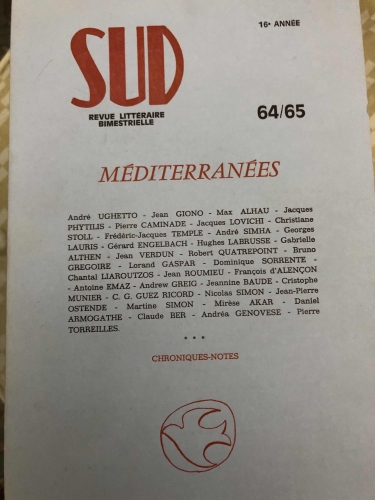 SUD
16e ANNÉE
REVUE LITTÉRAIRE
BIMESTRIELLE
64/65
MÉDITERRANÉES
André UGHETTO - Jean GIONO - Max ALHAU - Jacques
PHYTILIS - Pierre CAMINADE - Jacques LOVICHI - Christiane
STOLL - Frédéric-Jacques TEMPLE - André SIMHA - Georges
LAURIS - Gérard ENGELBACH - Hughes LABRUSSE - Gabrielle
ALTHEN - Jean VERDUN - Robert QUATREPOINT - Bruno
GREGOIRE - Lorand GASPAR - Dominique SORRENTE -
Chantal LIAROUTZOS - Jean ROUMIEU - François d'ALENÇON
- Antoine EMAZ - Andrew GREIG - Jeannine BAUDE - Cristophe
MUNIER - C. G. GUEZ RICORD - Nicolas SIMON - Jean-Pierre
OSTENDE - Martine SIMON - Mirèse AKAR - Daniel
ARMOGATHE - Claude BER - Andréa GENOVESE - Pierre
TORREILLES.
* * *
CHRONIQUES-NOTES